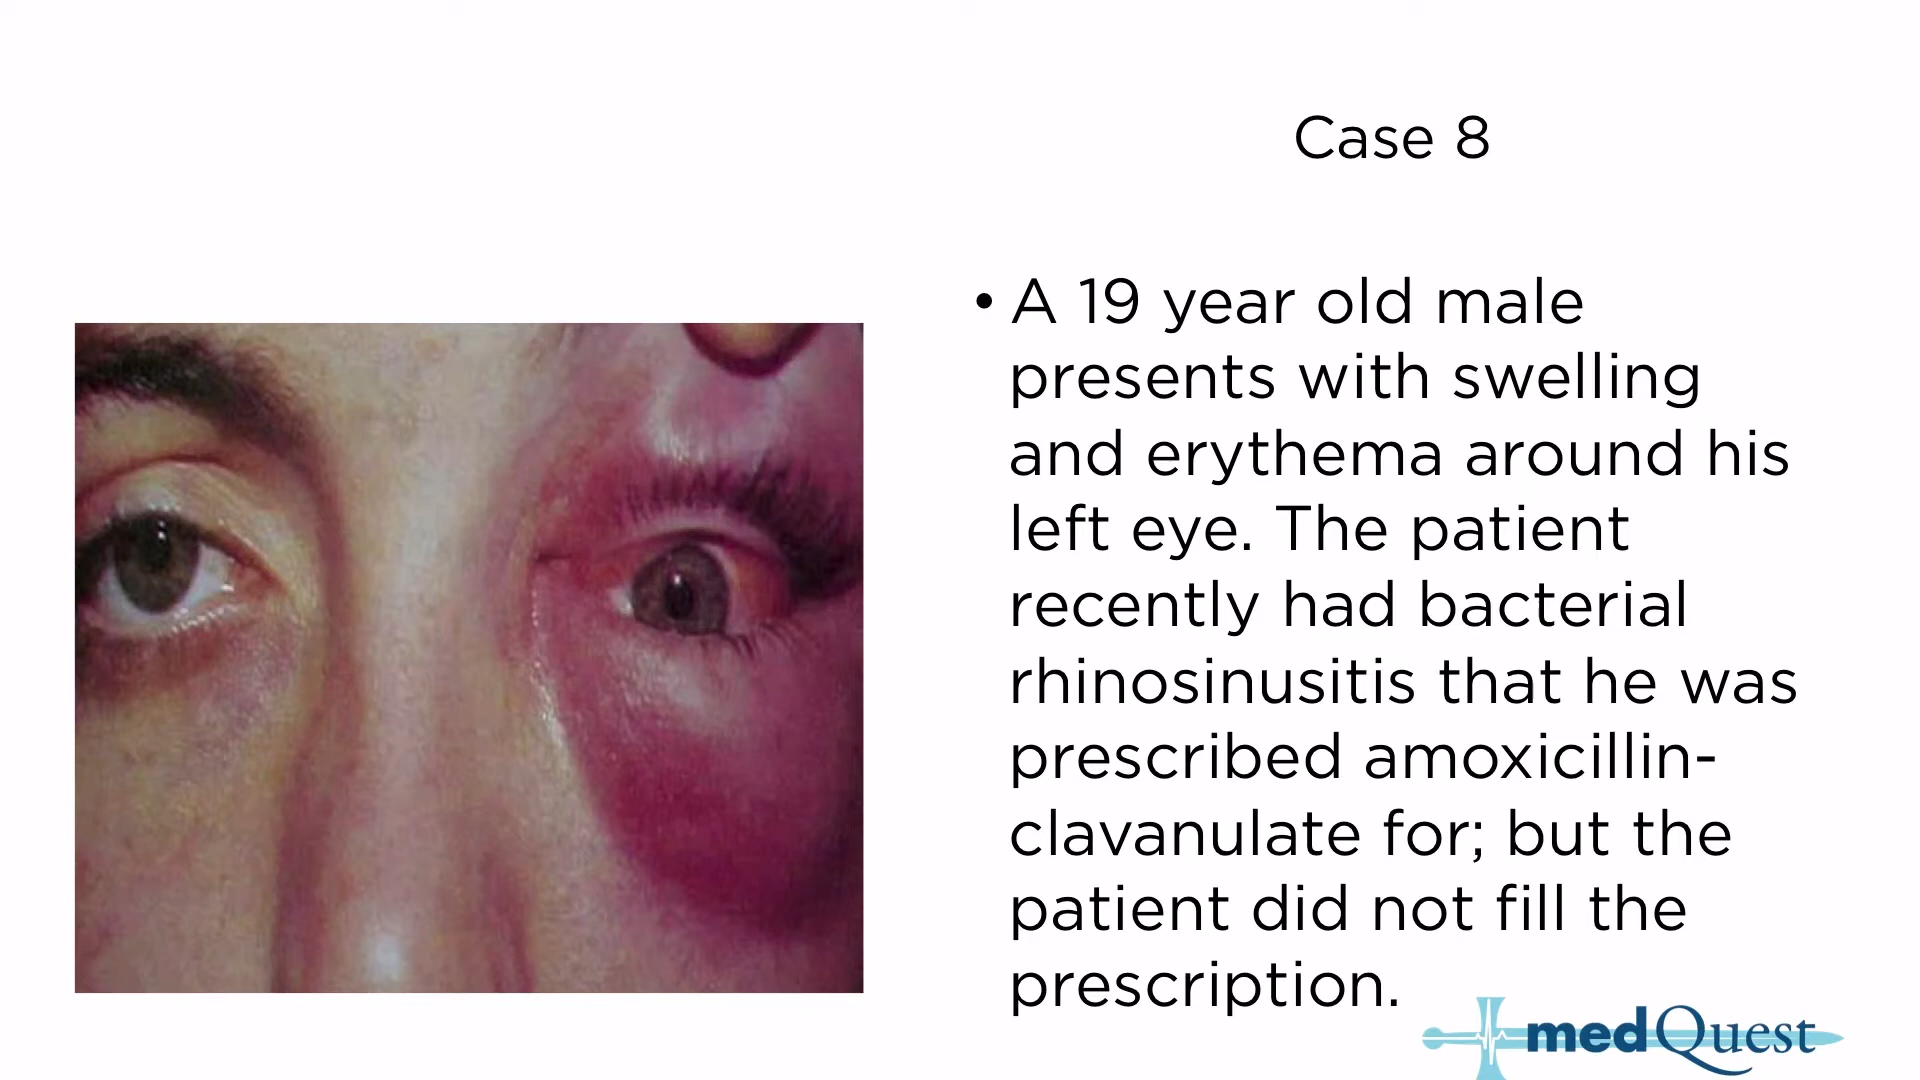 Case 8
• A 19 year old male
presents with swelling
and erythema around his
left eye. The patient
recently had bacterial
rhinosinusitis that he was
prescribed amoxicillin-
clavanulate for; but the
patient did not fill the
prescription.
medQuest